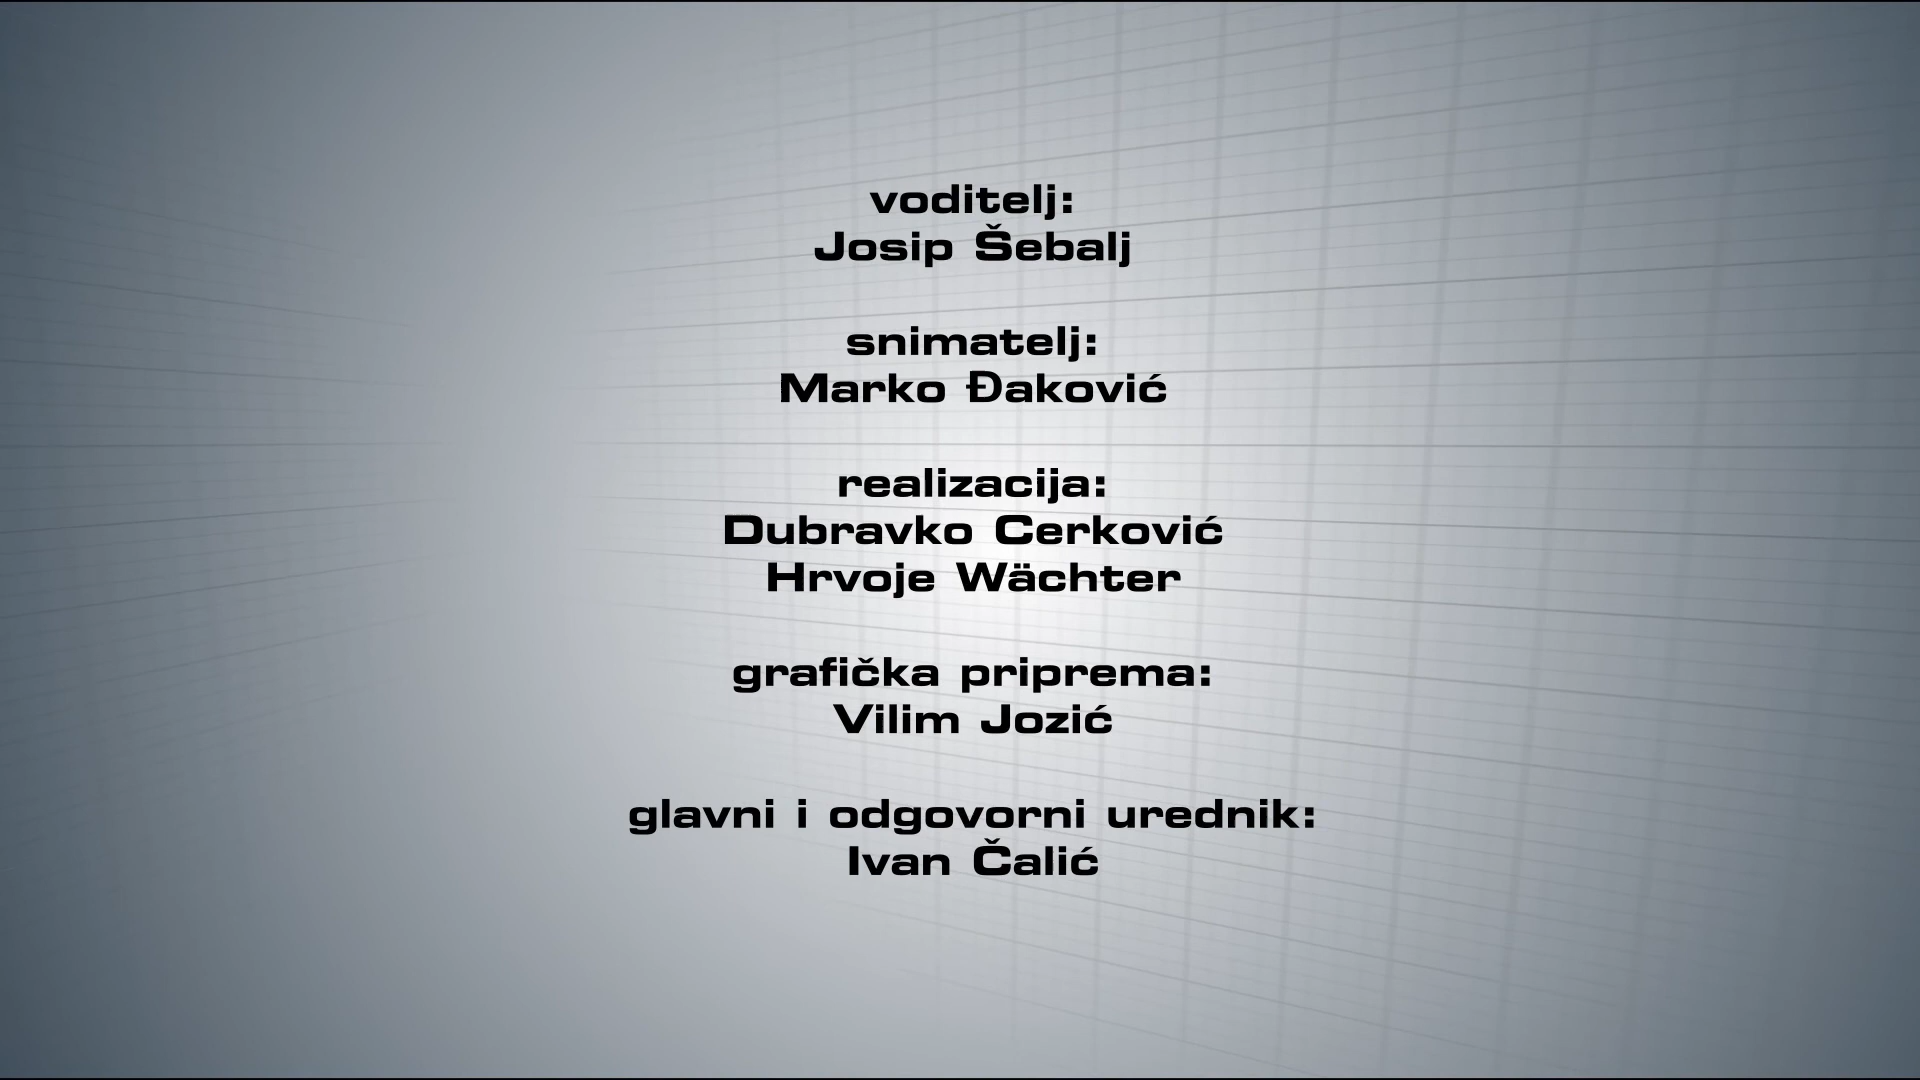 voditelj:
Josip Šebalj
snimatelj:
Marko Đaković
realizacija:
Dubravko Cerković
Hrvoje Wächter
grafička priprema:
Vilim Jozić
glavni i odgovorni urednik:
Ivan Čalić